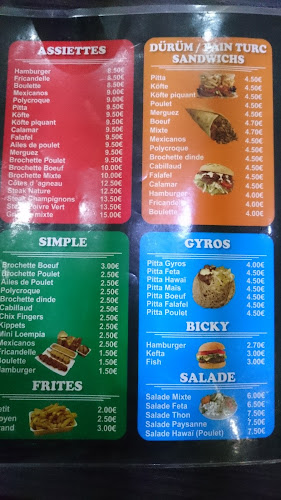 ASSIETTES
Hamburger 8.50€
Fricandelle 8.50€
Boulette 8.50€
Mexicanos 9.00€
Polycroque 9.00€
Pitta 9.00€
Köfte 9.00€
Köfte piquant 9.50€
Calamar 9.50€
Falafel 9.50€
Ailes de poulet 9.50€
Merguez 9.50€
Brochette Poulet 9.50€
Brochette Boeuf
Brochette Mixte 10.00€
Côtes d'agneau 12.50€
Steak Nature 12.50€
Steak Champignons 13.50€
Steak Poivre Vert 13.50€
15.00€
DÜRÜM / PAIN TURC
SANDWICHS
Pitta 4.50€
Köfte 4.50€
Köfte piquant 4.50€
Poulet 4.50€
Merguez 4.50€
Boeuf 4.70€
Mixte 4.70€
Mexicanos 4.50€
Polycroque 4.50€
Brochette dinde 4.50€
Cabillaud 4.50€
Falafel 4.50€
Calamar 4.50€
Hamburger 4.00€
Fricandelle 4.00€
Boulette 4.00€
SIMPLE
Brochette Boeuf 3.00€
Brochette Poulet 2.50€
Ailes de Poulet 2.50€
Polycroque 2.50€
Brochette dinde 2.50€
Cabillaud 2.50€
Chix Fingers 2.50€
Kippets 2.50€
Mini Loempia 2.50€
Mexicanos 2.50€
Fricandelle 1.50€
Boulette 1.50€
Hamburger 1.50€
FRITES
2.00€
2.50€
3.00€
GYROS
Pitta Gyros 4.00€
Pitta Feta 4.50€
Pitta Hawai 4.50€
Pitta Maïs 4.50€
Pitta Boeuf 4.50€
Pitta Falafel 4.50€
Pitta Poulet 4.50€
BICKY
Hamburger 2.70€
Kefta 3.00€
Fish 3.00€
SALADE
Salade Mixte 6.00€
Salade Feta 6.50€
Salade Thon 7.50€
Salade Paysanne 7.50€
Salade Hawaï (Poulet) 7.50€